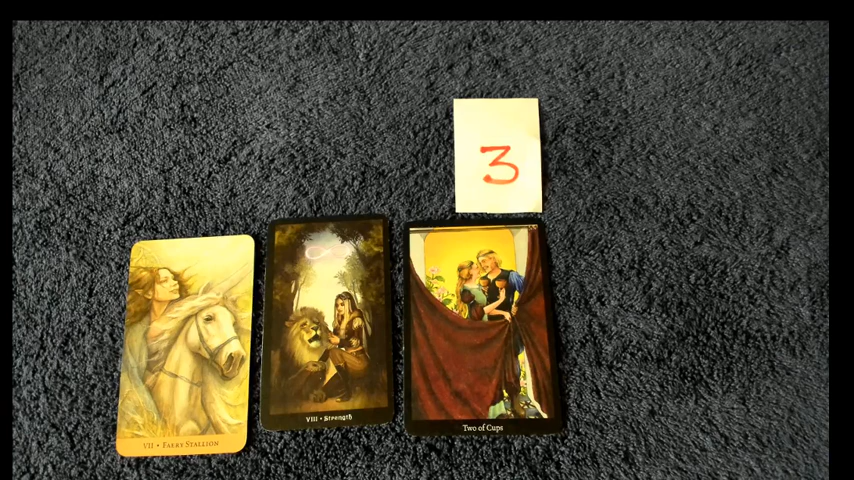 3
VII • Faery Stallion
VIII • Strength
Two of Cups